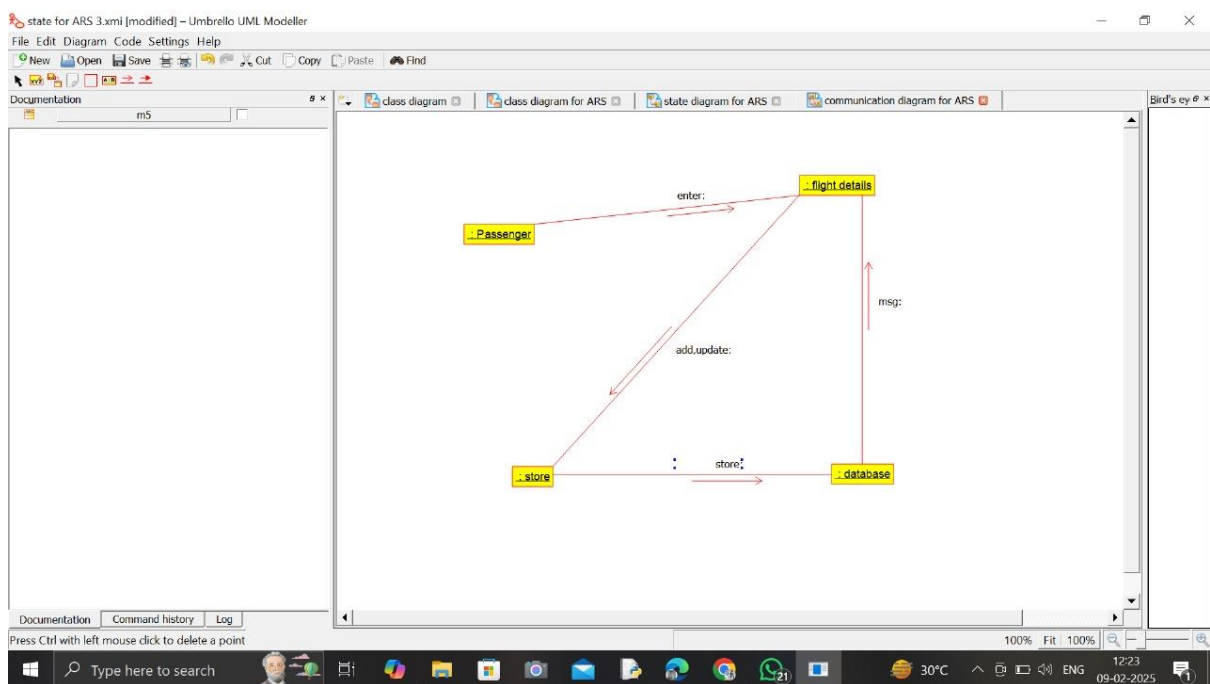 state for ARS 3.xmi [modified] – Umbrello UML Modeller
File Edit Diagram Code Settings Help
New Open Save Cut Copy Paste Find
Documentation
class diagram
class diagram for ARS
state diagram for ARS
communication diagram for ARS
Bird's ey
m5
: flight details
enter:
: Passenger
msg:
add,update:
store:
: store
: database
Documentation Command history Log
Press Ctrl with left mouse click to delete a point
100% Fit 100%
Type here to search
21
30°C
ENG
12:23
09-02-2025
1